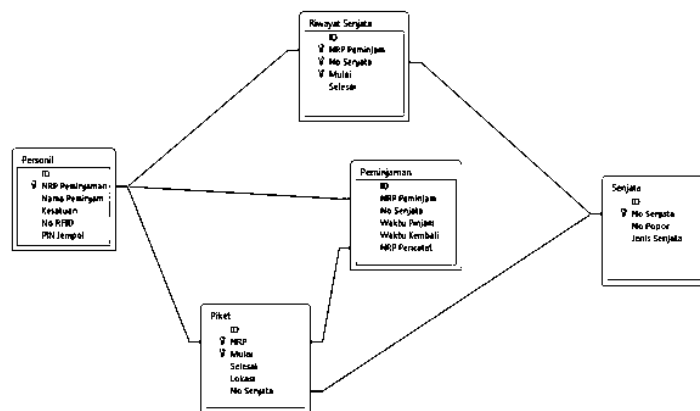 Riwayat Senjata
ID
NRP Peminjam
No Senjata
Mulai
Selesai
Personil
ID
NRP Peminjaman
Nama Peminjam
Kesatuan
No RFID
PIN Jempol
Peminjaman
ID
NRP Peminjam
No Senjata
Waktu Pinjam
Waktu Kembali
NRP Pencatat
Senjata
ID
No Senjata
No Popor
Jenis Senjata
Piket
ID
NRP
Mulai
Selesai
Lokasi
No Senjata